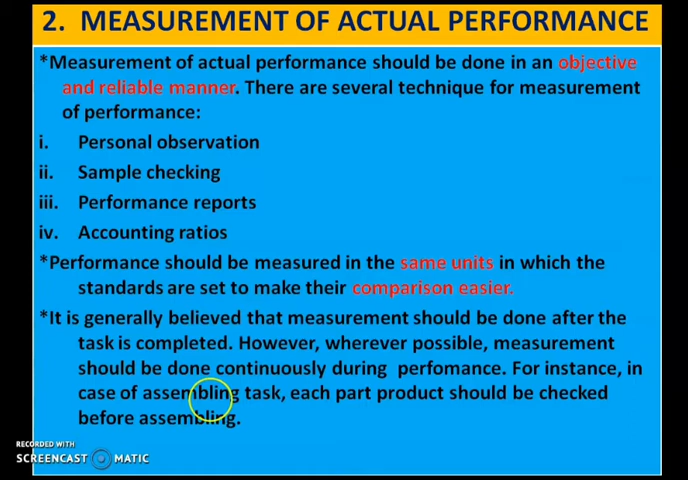 2. MEASUREMENT OF ACTUAL PERFORMANCE
*Measurement of actual performance should be done in an objective
and reliable manner. There are several technique for measurement
of performance:
i. Personal observation
ii. Sample checking
iii. Performance reports
iv. Accounting ratios
*Performance should be measured in the same units in which the
standards are set to make their comparison easier.
*It is generally believed that measurement should be done after the
task is completed. However, wherever possible, measurement
should be done continuously during perfomance. For instance, in
case of assembling task, each part product should be checked
before assembling.
RECORDED WITH
SCREENCAST MATIC